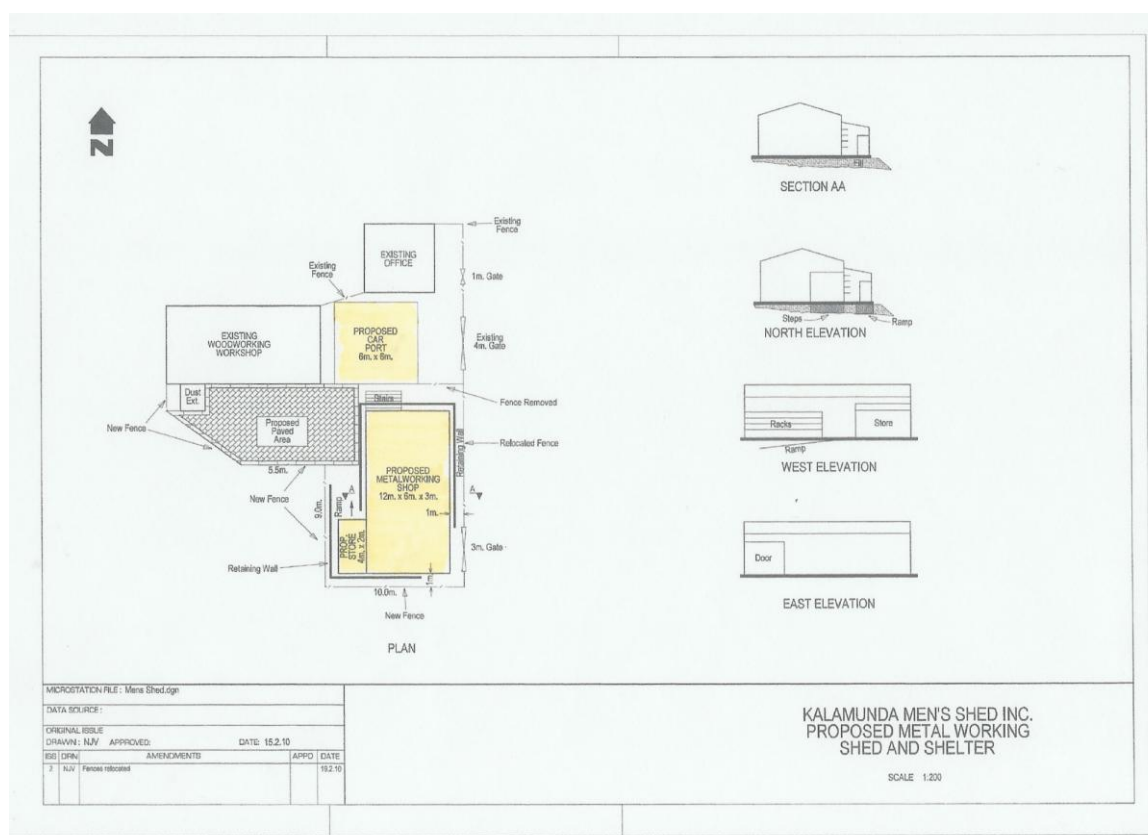 N
SECTION AA
Fill
Existing
Fence
EXISTING
OFFICE
1m. Gate
Existing
Fence
Steps
Ramp
NORTH ELEVATION
EXISTING
WOODWORKING
WORKSHOP
PROPOSED
CAR
PORT
6m. x 6m.
Existing
4m. Gate
Dust
Ext.
Stairs
Fence Removed
New Fence
Proposed
Paved
Area
Relocated Fence
Retaining Wall
Racks
Store
Ramp
WEST ELEVATION
5.5m.
PROPOSED
METALWORKING
SHOP
12m. x 6m. x 3m.
New Fence
9.0m.
Ramp
A
A
1m.
PROP.
STORE
4m. x 2m.
3m. Gate
Door
EAST ELEVATION
Retaining Wall
1m.
10.0m.
New Fence
PLAN
MICROSTATION FILE : Mens Shed.dgn
DATA SOURCE :
ORIGINAL ISSUE
DRAWN : NJV APPROVED: DATE: 15.2.10
ISS DRN AMENDMENTS APPD DATE
2 NJV Fences relocated 19.2.10
KALAMUNDA MEN'S SHED INC.
PROPOSED METAL WORKING
SHED AND SHELTER
SCALE 1:200